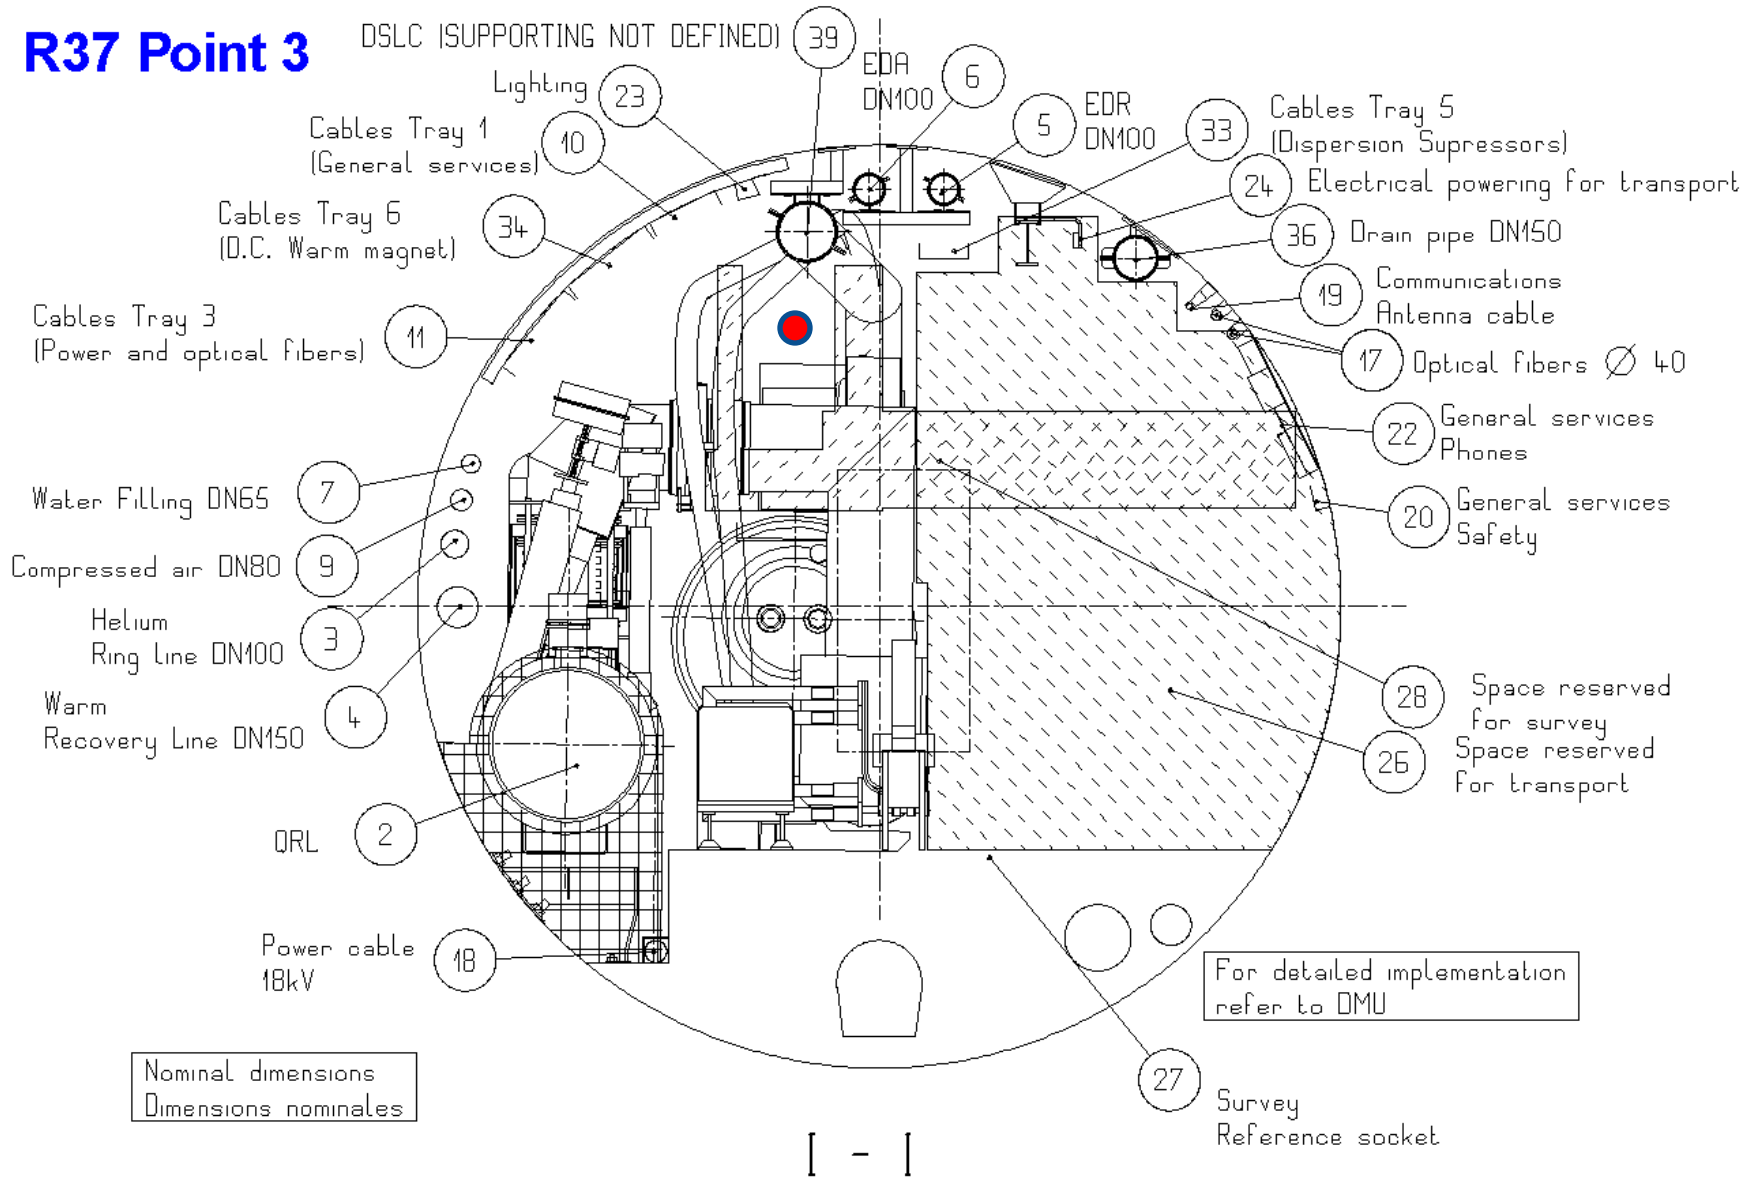 R37 Point 3
DSLC (SUPPORTING NOT DEFINED)
39
EDA
DN100
6
Lighting
23
EDR
DN100
5
33
Cables Tray 5
(Dispersion Supressors)
Cables Tray 1
(General services)
10
24
Electrical powering for transport
Cables Tray 6
(D.C. Warm magnet)
34
36
Drain pipe DN150
19
Communications
Antenna cable
Cables Tray 3
(Power and optical fibers)
11
17
Optical fibers Ø 40
22
General services
Phones
7
Water Filling DN65
20
General services
Safety
9
Compressed air DN80
3
Helium
Ring line DN100
4
Warm
Recovery Line DN150
28
Space reserved
for survey
26
Space reserved
for transport
QRL
2
Power cable
18kV
18
For detailed implementation
refer to DMU
27
Survey
Reference socket
Nominal dimensions
Dimensions nominales
[ - ]